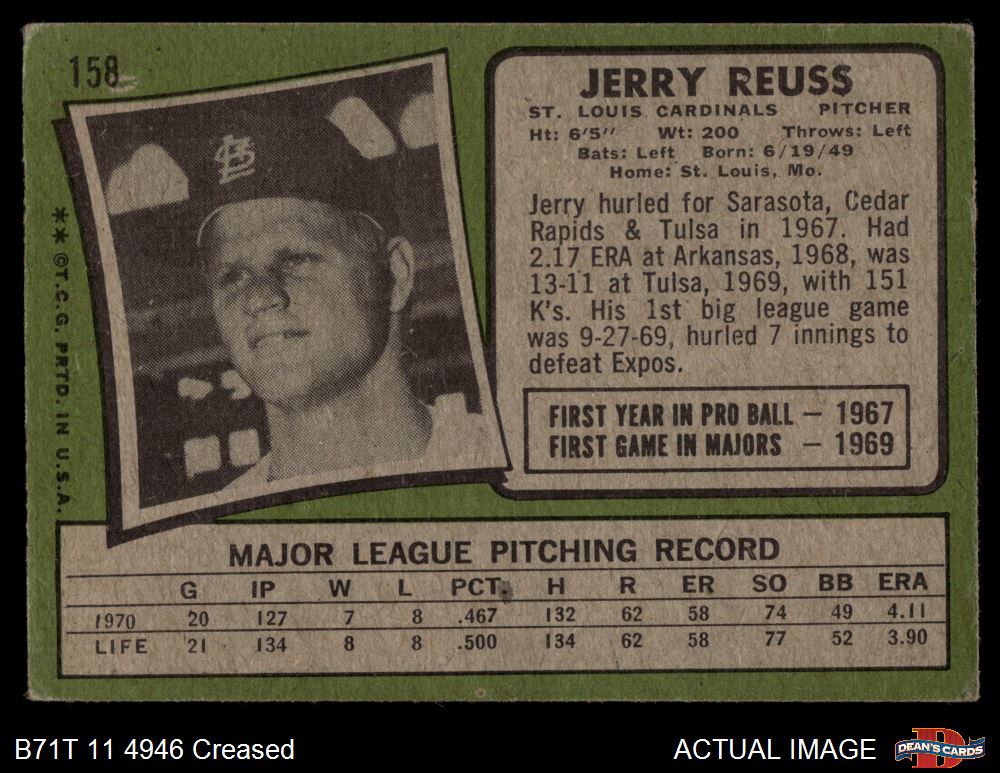 158
JERRY REUSS
ST. LOUIS CARDINALS PITCHER
Ht: 6'5" Wt: 200 Throws: Left
Bats: Left Born: 6/19/49
Home: St. Louis, Mo.
Jerry hurled for Sarasota, Cedar
Rapids & Tulsa in 1967. Had
2.17 ERA at Arkansas, 1968, was
13-11 at Tulsa, 1969, with 151
K's. His 1st big league game
was 9-27-69, hurled 7 innings to
defeat Expos.
FIRST YEAR IN PRO BALL — 1967
FIRST GAME IN MAJORS — 1969
StL
**©T.C.G. PRTD. IN U.S.A.
MAJOR LEAGUE PITCHING RECORD
G IP W L PCT. H R ER SO BB ERA
1970 20 127 7 8 .467 132 62 58 74 49 4.11
LIFE 21 134 8 8 .500 134 62 58 77 52 3.90
B71T 11 4946 Creased
ACTUAL IMAGE
D
DEAN'S CARDS